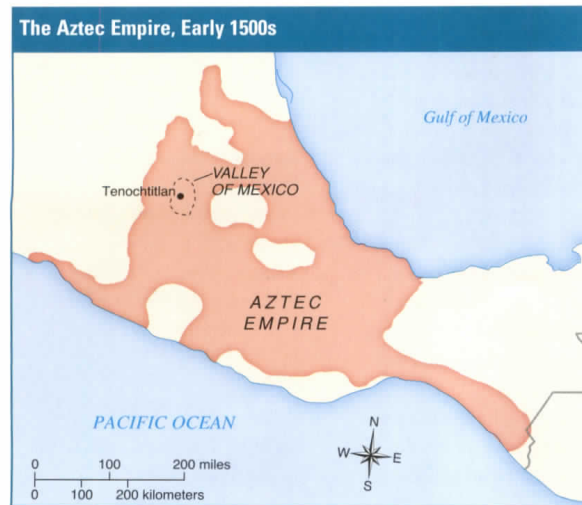 The Aztec Empire, Early 1500s
Gulf of Mexico
VALLEY
OF MEXICO
Tenochtitlan
AZTEC
EMPIRE
PACIFIC OCEAN
N
W E
S
0 100 200 miles
0 100 200 kilometers